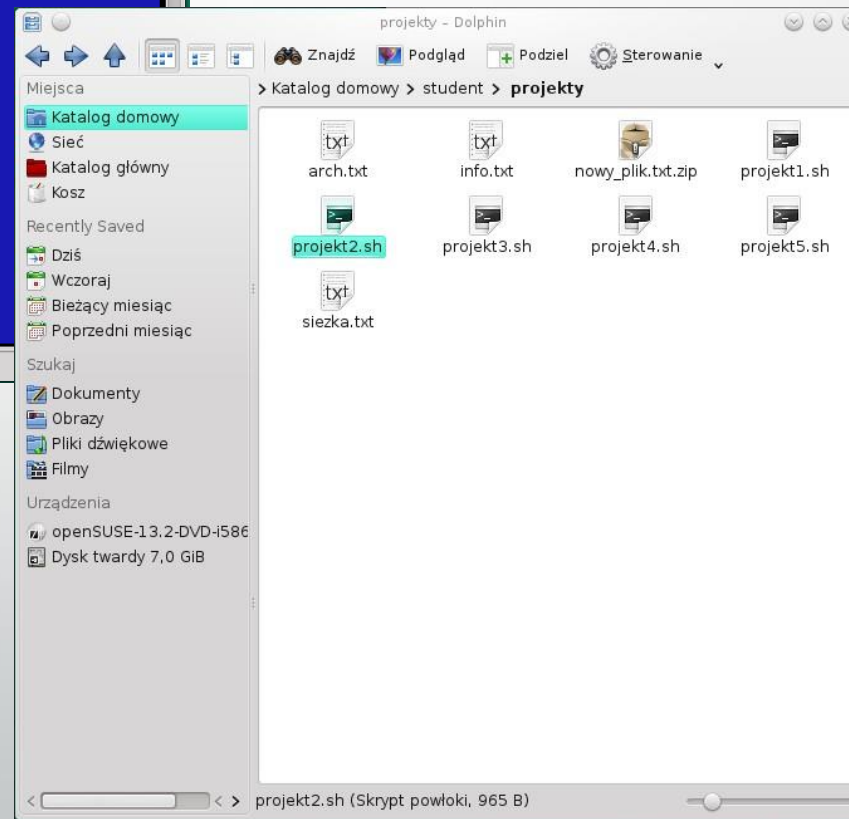 projekty – Dolphin
Znajdź Podgląd Podziel Sterowanie
Miejsca
Katalog domowy
Sieć
Katalog główny
Kosz
Recently Saved
Dziś
Wczoraj
Bieżący miesiąc
Poprzedni miesiąc
Szukaj
Dokumenty
Obrazy
Pliki dźwiękowe
Filmy
Urządzenia
openSUSE-13.2-DVD-i586
Dysk twardy 7,0 GiB
> Katalog domowy > student > projekty
txt txt
arch.txt info.txt nowy_plik.txt.zip projekt1.sh
projekt2.sh projekt3.sh projekt4.sh projekt5.sh
txt
siezka.txt
projekt2.sh (Skrypt powłoki, 965 B)